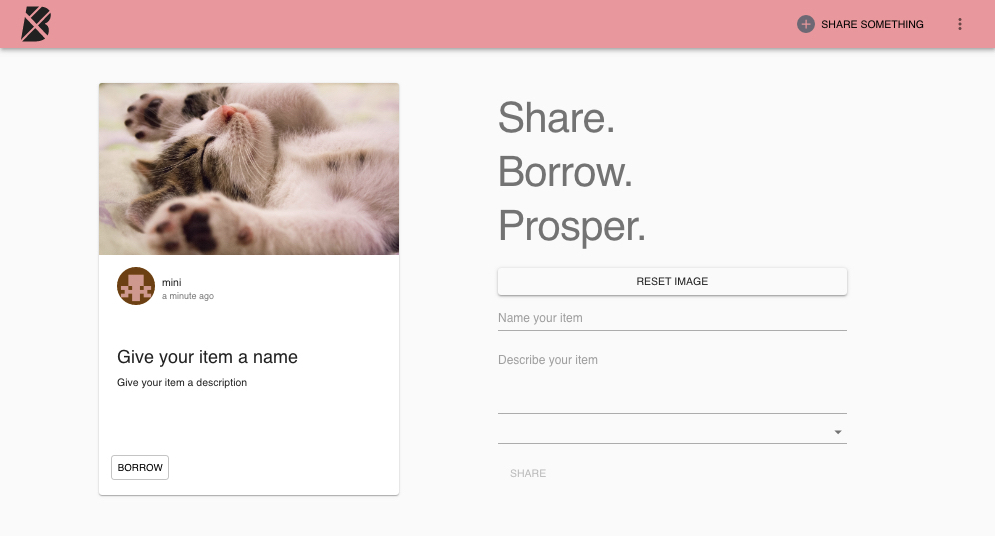 SHARE SOMETHING
mini
a minute ago
Give your item a name
Give your item a description
BORROW
Share.
Borrow.
Prosper.
RESET IMAGE
Name your item
Describe your item
SHARE